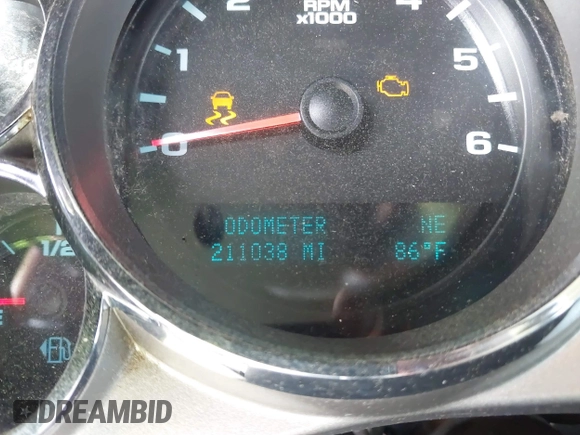 2
4
RPM
x1000
1
5
0
6
1/2
E
ODOMETER NE
211038 MI 86°F
DREAMBID